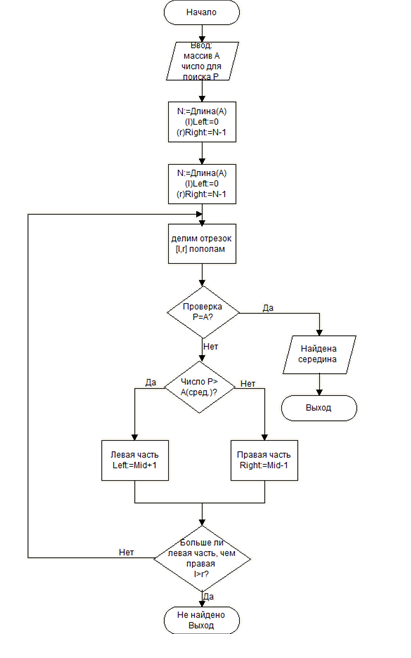 Начало
Ввод:
массив А
число для
поиска Р
N:=Длина(А)
(l)Left:=0
(r)Right:=N-1
N:=Длина(А)
(l)Left:=0
(r)Right:=N-1
делим отрезок
[l,r] пополам
Проверка
Р=А?
Да
Найдена
середина
Выход
Нет
Число Р>
А(сред.)?
Да
Нет
Левая часть
Left:=Mid+1
Правая часть
Right:=Mid-1
Больше ли
левая часть, чем
правая
l>r?
Нет
Да
Не найдено
Выход